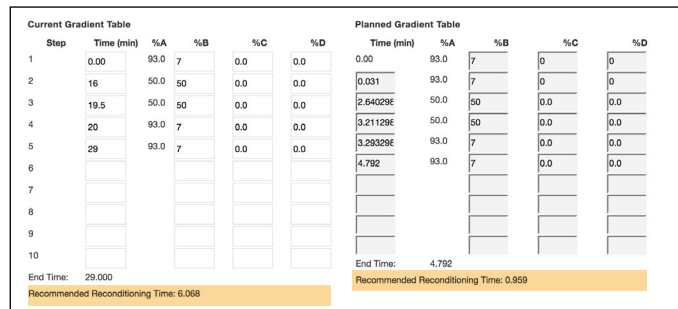 Current Gradient Table
Step Time (min) %A %B %C %D
1 0.00 93.0 7 0.0 0.0
2 16 50.0 50 0.0 0.0
3 19.5 50.0 50 0.0 0.0
4 20 93.0 7 0.0 0.0
5 29 93.0 7 0.0 0.0
6
7
8
9
10
End Time: 29.000
Recommended Reconditioning Time: 6.068
Planned Gradient Table
Time (min) %A %B %C %D
0.00 93.0 7 0 0
0.031 93.0 7 0 0
2.640298 50.0 50 0.0 0.0
3.211298 50.0 50 0.0 0.0
3.293298 93.0 7 0.0 0.0
4.792 93.0 7 0.0 0.0
End Time: 4.792
Recommended Reconditioning Time: 0.959